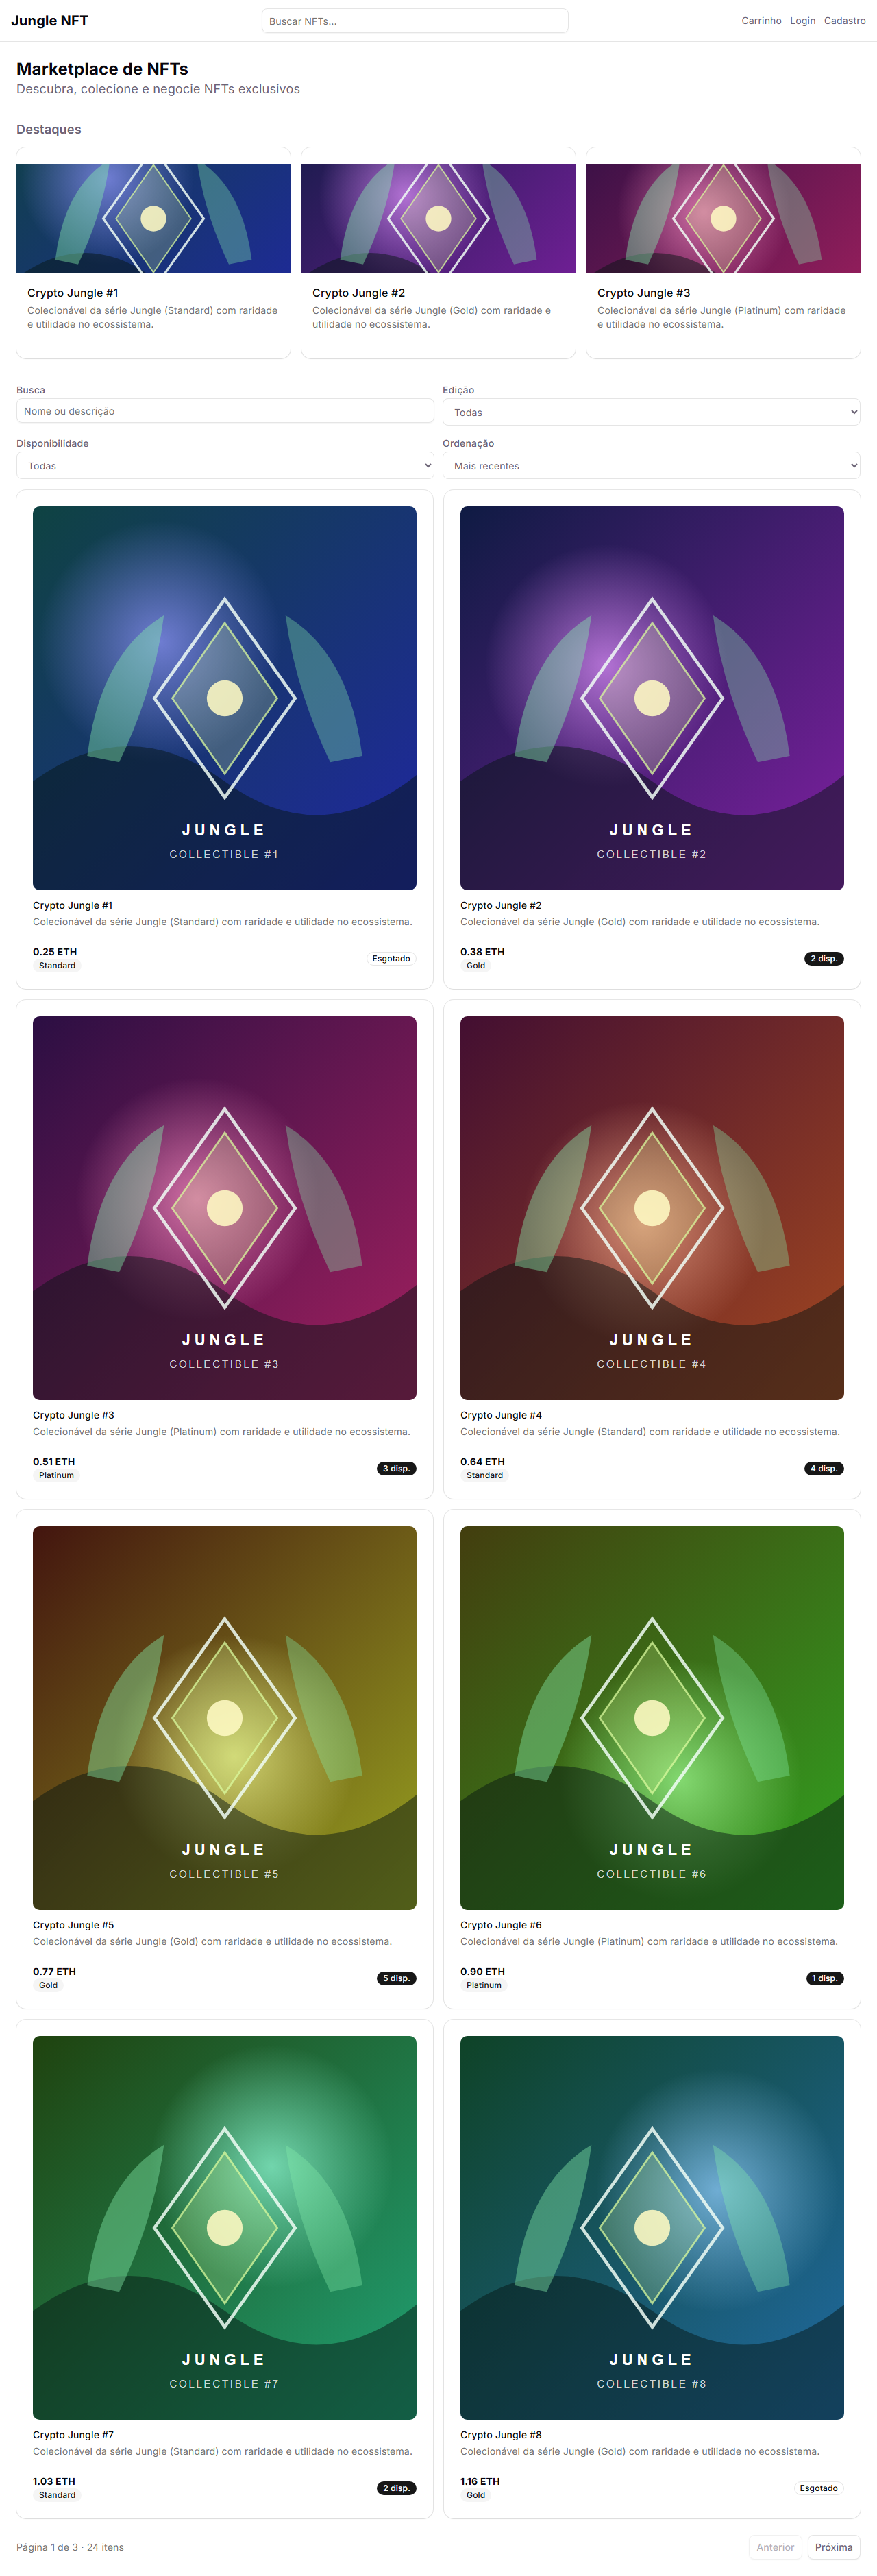 Jungle NFT
Buscar NFTs...
Carrinho Login Cadastro
Marketplace de NFTs
Descubra, colecione e negocie NFTs exclusivos
Destaques
Crypto Jungle #1
Colecionável da série Jungle (Standard) com raridade
e utilidade no ecossistema.
Crypto Jungle #2
Colecionável da série Jungle (Gold) com raridade e
utilidade no ecossistema.
Crypto Jungle #3
Colecionável da série Jungle (Platinum) com raridade
e utilidade no ecossistema.
Busca
Nome ou descrição
Edição
Todas
Disponibilidade
Todas
Ordenação
Mais recentes
JUNGLE
COLLECTIBLE #1
Crypto Jungle #1
Colecionável da série Jungle (Standard) com raridade e utilidade no ecossistema.
0.25 ETH
Standard
Esgotado
JUNGLE
COLLECTIBLE #2
Crypto Jungle #2
Colecionável da série Jungle (Gold) com raridade e utilidade no ecossistema.
0.38 ETH
Gold
2 disp.
JUNGLE
COLLECTIBLE #3
Crypto Jungle #3
Colecionável da série Jungle (Platinum) com raridade e utilidade no ecossistema.
0.51 ETH
Platinum
3 disp.
JUNGLE
COLLECTIBLE #4
Crypto Jungle #4
Colecionável da série Jungle (Standard) com raridade e utilidade no ecossistema.
0.64 ETH
Standard
4 disp.
JUNGLE
COLLECTIBLE #5
Crypto Jungle #5
Colecionável da série Jungle (Gold) com raridade e utilidade no ecossistema.
0.77 ETH
Gold
5 disp.
JUNGLE
COLLECTIBLE #6
Crypto Jungle #6
Colecionável da série Jungle (Platinum) com raridade e utilidade no ecossistema.
0.90 ETH
Platinum
1 disp.
JUNGLE
COLLECTIBLE #7
Crypto Jungle #7
Colecionável da série Jungle (Standard) com raridade e utilidade no ecossistema.
1.03 ETH
Standard
2 disp.
JUNGLE
COLLECTIBLE #8
Crypto Jungle #8
Colecionável da série Jungle (Gold) com raridade e utilidade no ecossistema.
1.16 ETH
Gold
Esgotado
Página 1 de 3 · 24 itens
Anterior
Próxima